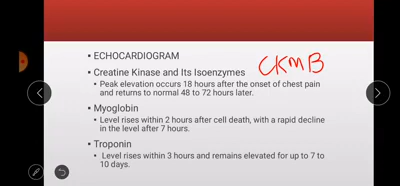 ECHOCARDIOGRAM
Creatine Kinase and Its Isoenzymes
CKMB
Peak elevation occurs 18 hours after the onset of chest pain
and returns to normal 48 to 72 hours later.
Myoglobin
Level rises within 2 hours after cell death, with a rapid decline
in the level after 7 hours.
Troponin
Level rises within 3 hours and remains elevated for up to 7 to
10 days.